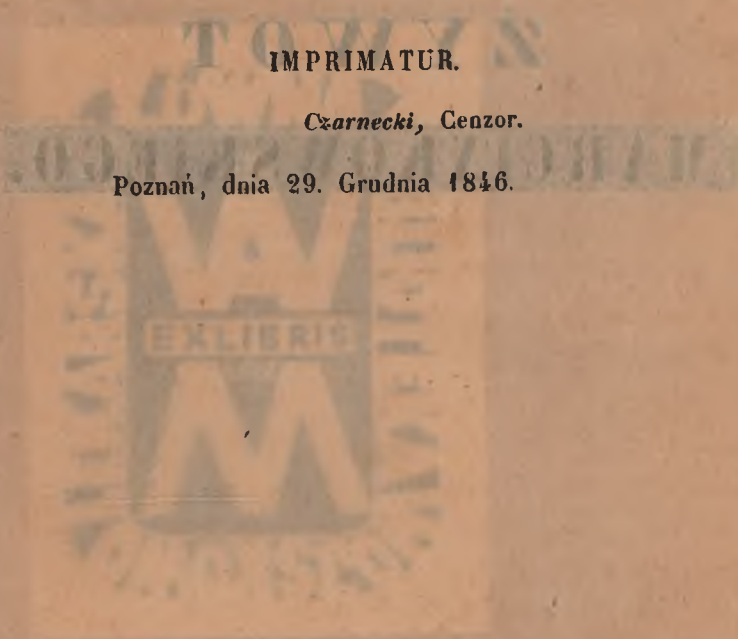 IMPRIMATUR.
Czarnecki, Cenzor.
Poznań, dnia 29. Grudnia 1846.
EXLIBRIS